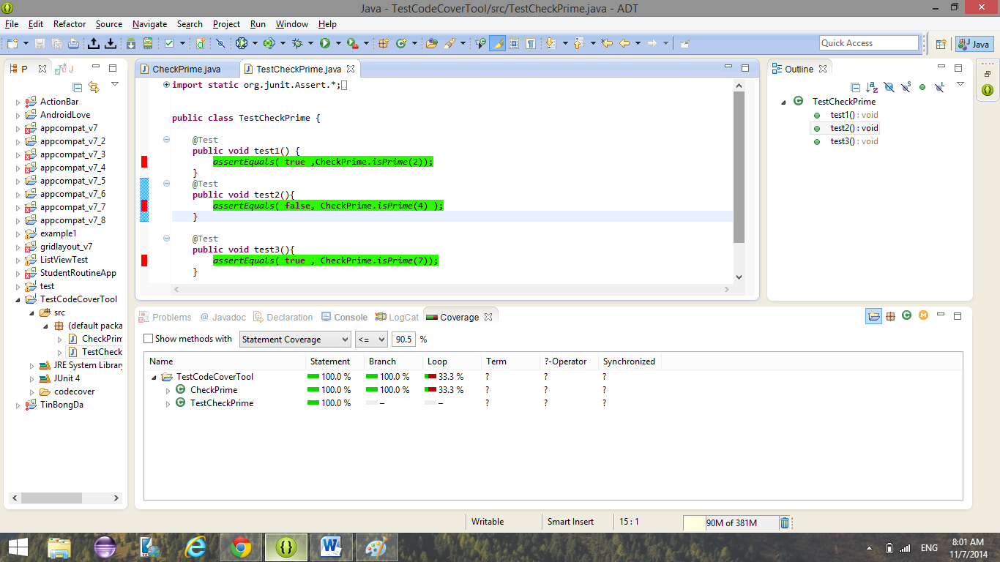 Java - TestCodeCoverTool/src/TestCheckPrime.java - ADT
File Edit Refactor Source Navigate Search Project Run Window Help
Quick Access
Java
P
J
ActionBar
AndroidLove
appcompat_v7
appcompat_v7_2
appcompat_v7_3
appcompat_v7_4
appcompat_v7_5
appcompat_v7_6
appcompat_v7_7
appcompat_v7_8
example1
gridlayout_v7
ListViewTest
StudentRoutineApp
test
TestCodeCoverTool
src
(default packa
CheckPrim
TestCheck
JRE System Library
JUnit 4
codecover
TinBongDa
CheckPrime.java
TestCheckPrime.java
import static org.junit.Assert.*;
public class TestCheckPrime {
@Test
public void test1() {
assertEquals( true ,CheckPrime.isPrime(2));
}
@Test
public void test2(){
assertEquals( false, CheckPrime.isPrime(4) );
}
@Test
public void test3(){
assertEquals( true , CheckPrime.isPrime(7));
}
Outline
TestCheckPrime
test1() : void
test2() : void
test3() : void
Problems @ Javadoc Declaration Console LogCat Coverage
Show methods with Statement Coverage <= 90.5 %
Name Statement Branch Loop Term ?-Operator Synchronized
TestCodeCoverTool 100.0 % 100.0 % 33.3 % ? ? ?
CheckPrime 100.0 % 100.0 % 33.3 % ? ? ?
TestCheckPrime 100.0 % – – ? ? ?
Writable Smart Insert 15 : 1 90M of 381M
ENG
8:01 AM
11/7/2014